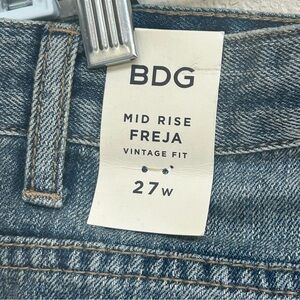 BDG
MID RISE
FREJA
VINTAGE FIT
27W